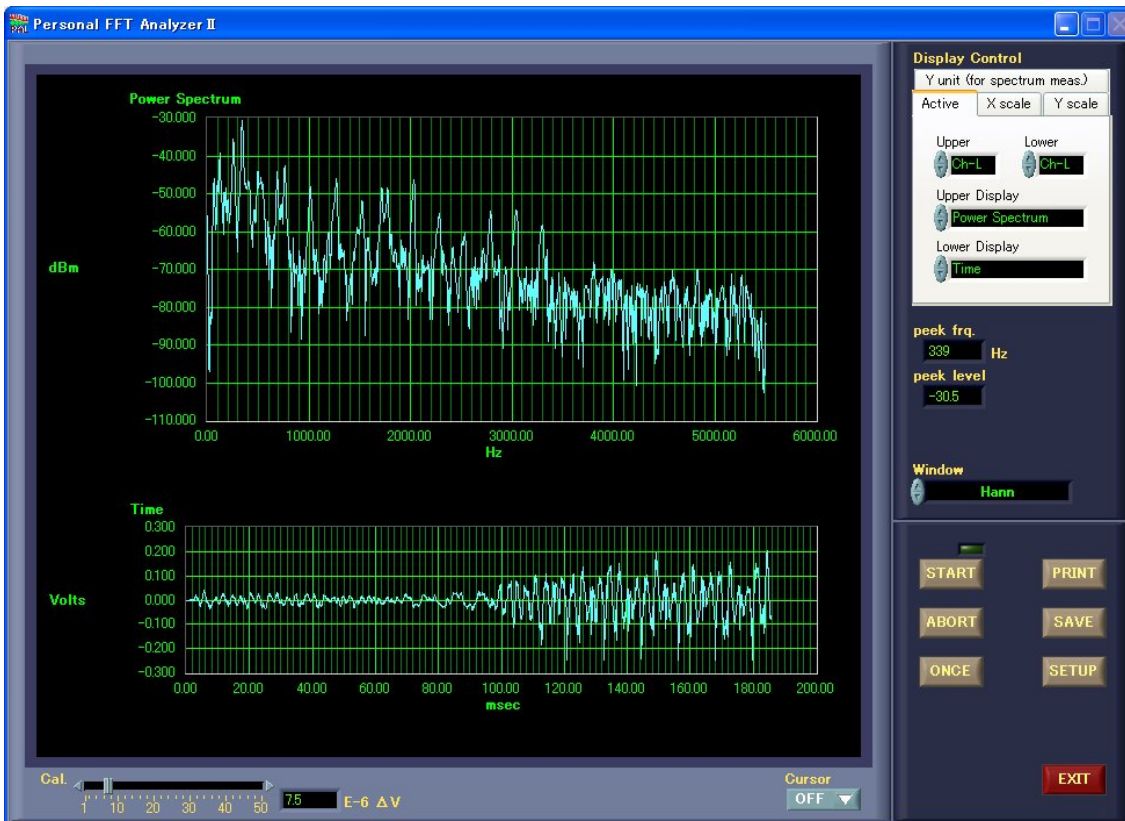 Personal FFT Analyzer II
Power Spectrum
-30.000
-40.000
-50.000
-60.000
dBm
-70.000
-80.000
-90.000
-100.000
-110.000
0.00 1000.00 2000.00 3000.00 4000.00 5000.00 6000.00
Hz
Time
0.300
0.200
0.100
Volts
0.000
-0.100
-0.200
-0.300
0.00 20.00 40.00 60.00 80.00 100.00 120.00 140.00 160.00 180.00 200.00
msec
Cal.
1 10 20 30 40 50
7.5 E-6 ΔV
Cursor
OFF
Display Control
Y unit (for spectrum meas.)
Active X scale Y scale
Upper Lower
Ch-L Ch-L
Upper Display
Power Spectrum
Lower Display
Time
peek frq.
339 Hz
peek level
-30.5
Window
Hann
START PRINT
ABORT SAVE
ONCE SETUP
EXIT